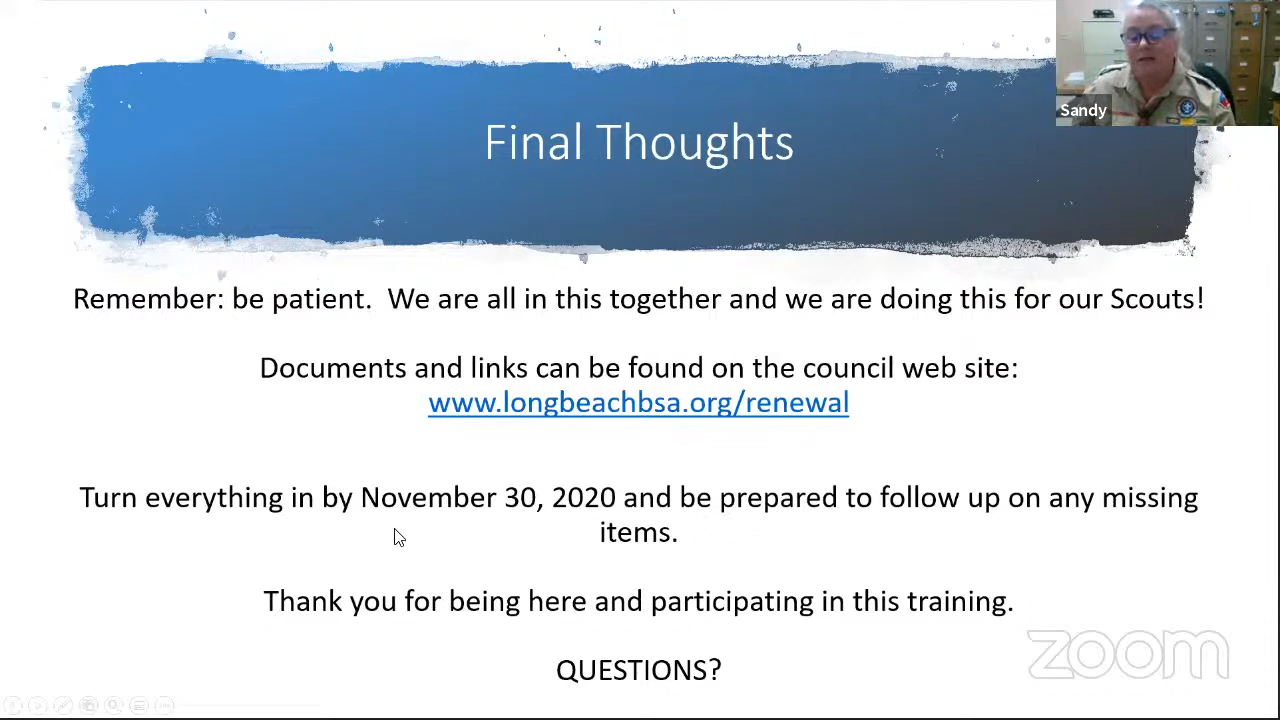 Sandy
Final Thoughts
Remember: be patient.  We are all in this together and we are doing this for our Scouts!
Documents and links can be found on the council web site:
www.longbeachbsa.org/renewal
Turn everything in by November 30, 2020 and be prepared to follow up on any missing
items.
Thank you for being here and participating in this training.
zoom
QUESTIONS?